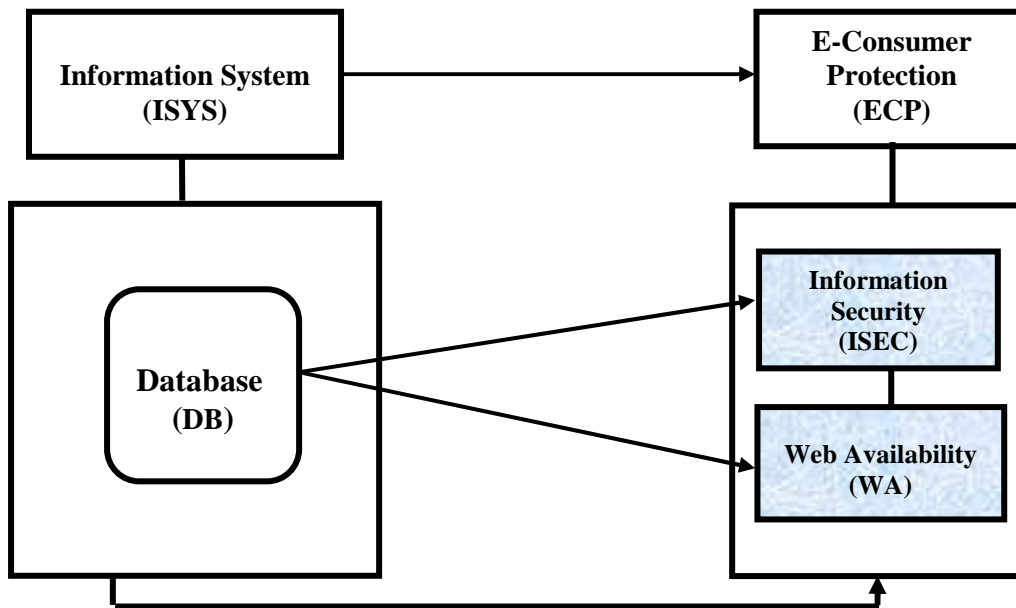 Information System
(ISYS)
E-Consumer
Protection
(ECP)
Database
(DB)
Information
Security
(ISEC)
Web Availability
(WA)